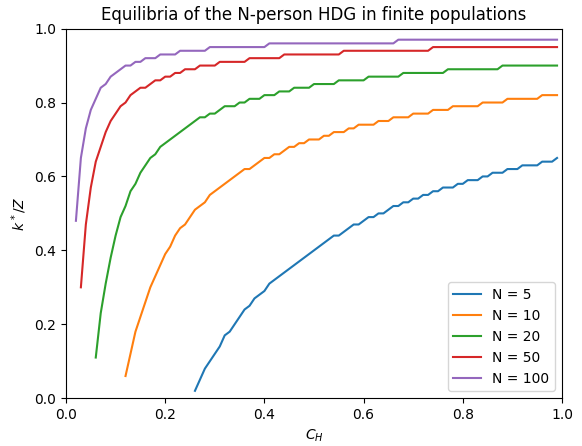 Equilibria of the N-person HDG in finite populations
k*/Z
1.0
0.8
0.6
0.4
0.2
0.0
0.0 0.2 0.4 0.6 0.8 1.0
C_H
N = 5
N = 10
N = 20
N = 50
N = 100